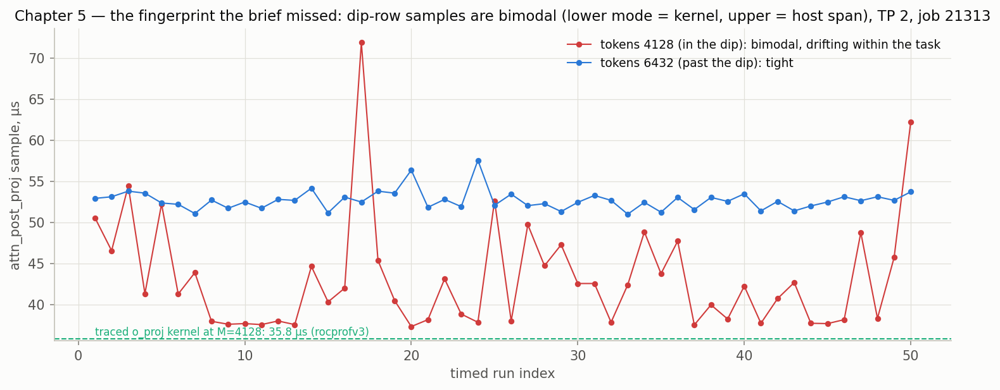 Chapter 5 — the fingerprint the brief missed: dip-row samples are bimodal (lower mode = kernel, upper = host span), TP 2, job 21313
tokens 4128 (in the dip): bimodal, drifting within the task
tokens 6432 (past the dip): tight
attn_post_proj sample, µs
70
65
60
55
50
45
40
traced o_proj kernel at M=4128: 35.8 µs (rocprofv3)
0 10 20 30 40 50
timed run index